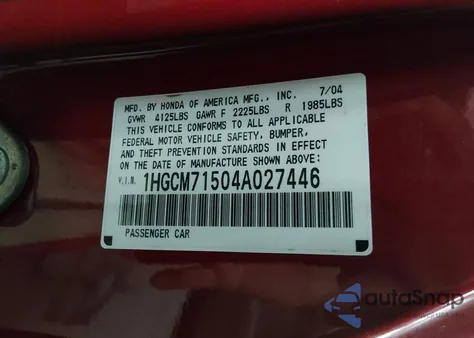 MFD. BY HONDA OF AMERICA MFG., INC. 7/04
GVWR 4125LBS GAWR F 2225LBS R 1985LBS
THIS VEHICLE CONFORMS TO ALL APPLICABLE
FEDERAL MOTOR VEHICLE SAFETY, BUMPER,
AND THEFT PREVENTION STANDARDS IN EFFECT
ON THE DATE OF MANUFACTURE SHOWN ABOVE:
V.I.N. 1HGCM71504A027446
PASSENGER CAR
autoSnap